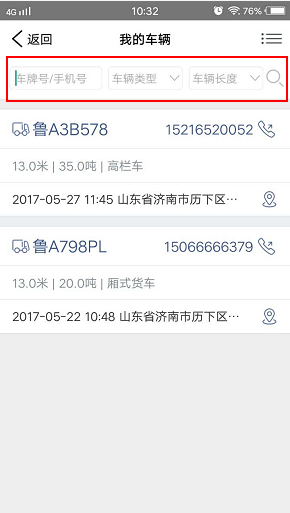 4G 10:32 76%
返回 我的车辆
车牌号/手机号 车辆类型 车辆长度
鲁A3B578 15216520052
13.0米 | 35.0吨 | 高栏车
2017-05-27 11:45 山东省济南市历下区…
鲁A798PL 15066666379
13.0米 | 20.0吨 | 厢式货车
2017-05-22 10:48 山东省济南市历下区…